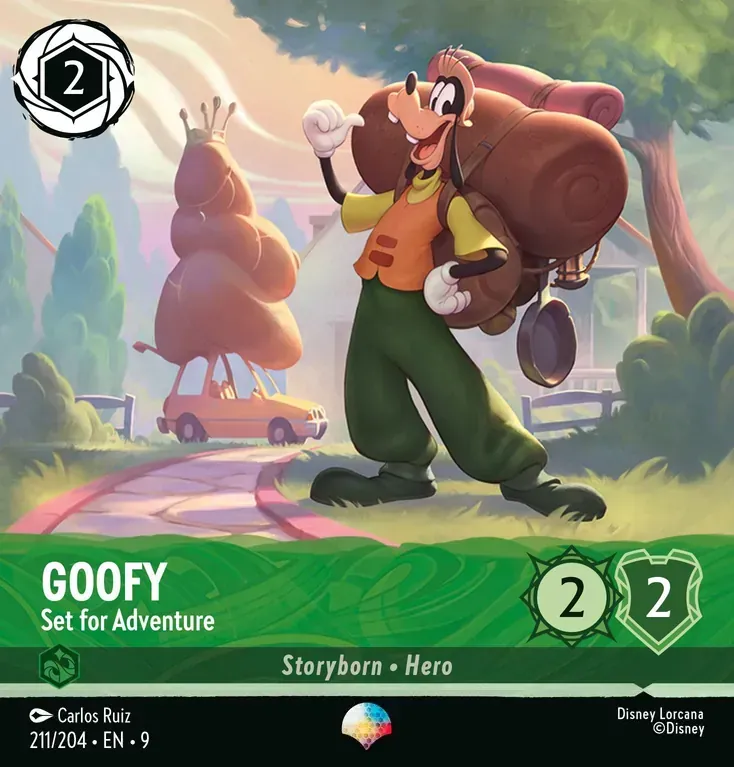 2
GOOFY
Set for Adventure
2 2
Storyborn • Hero
Carlos Ruiz
211/204 • EN • 9
Disney Lorcana
©Disney